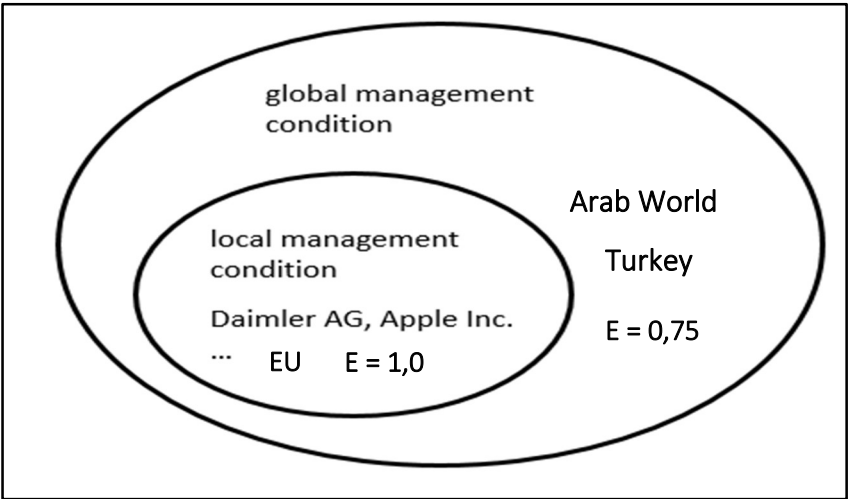 global management
condition
Arab World
Turkey
E = 0,75
local management
condition
Daimler AG, Apple Inc.
... EU E = 1,0